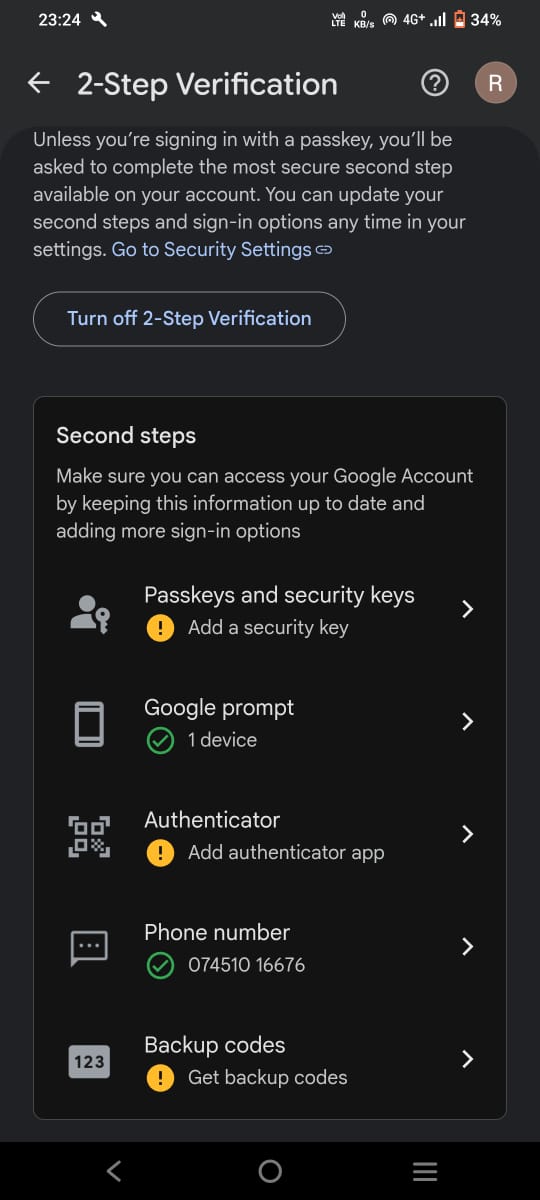 23:24 Vo)) LTE 0 KB/s 4G+ 34%
2-Step Verification ? R
Unless you’re signing in with a passkey, you’ll be
asked to complete the most secure second step
available on your account. You can update your
second steps and sign-in options any time in your
settings. Go to Security Settings
Turn off 2-Step Verification
Second steps
Make sure you can access your Google Account
by keeping this information up to date and
adding more sign-in options
Passkeys and security keys
! Add a security key
Google prompt
1 device
Authenticator
! Add authenticator app
Phone number
074510 16676
Backup codes
123 ! Get backup codes